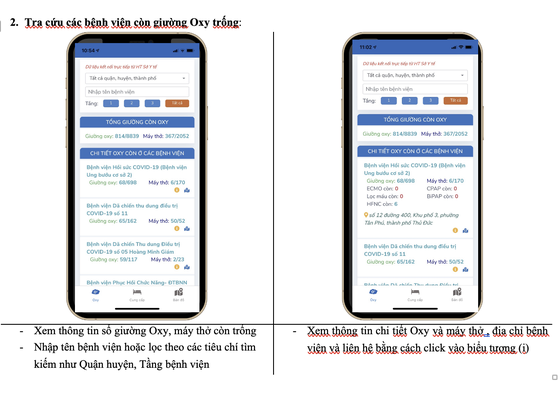 2. Tra cứu các bệnh viện còn giường Oxy trống:
10:54
Dữ liệu kết nối trực tiếp từ HT Sở Y tế
Tất cả quận, huyện, thành phố
Nhập tên bệnh viện
Tầng: 1 2 3 Tất cả
TỔNG GIƯỜNG CÒN OXY
Giường oxy: 814/8839 Máy thở: 367/2052
CHI TIẾT OXY CÒN Ở CÁC BỆNH VIỆN
Bệnh viện Hồi sức COVID-19 (Bệnh viện
Ung bướu cơ sở 2)
Giường oxy: 68/698 Máy thở: 6/170
Bệnh viện Dã chiến thu dung điều trị
COVID-19 số 11
Giường oxy: 65/162 Máy thở: 50/52
Bệnh viện Dã chiến Thu Dung Điều trị
COVID-19 số 05 Hoàng Minh Giám
Giường oxy: 59/117 Máy thở: 2/23
Bệnh viện Phục Hồi Chức Năng- ĐTBNN
Oxy Cung cấp Bản đồ
11:02
Dữ liệu kết nối trực tiếp từ HT Sở Y tế
Tất cả quận, huyện, thành phố
Nhập tên bệnh viện
Tầng: 1 2 3 Tất cả
TỔNG GIƯỜNG CÒN OXY
Giường oxy: 814/8839 Máy thở: 367/2052
CHI TIẾT OXY CÒN Ở CÁC BỆNH VIỆN
Bệnh viện Hồi sức COVID-19 (Bệnh viện
Ung bướu cơ sở 2)
Giường oxy: 68/698 Máy thở: 6/170
ECMO còn: 0 CPAP còn: 0
Lọc máu còn: 0 BiPAP còn: 0
HFNC còn: 6
số 12 đường 400, Khu phố 3, phường
Tân Phú, thành phố Thủ Đức
Bệnh viện Dã chiến thu dung điều trị
COVID-19 số 11
Giường oxy: 65/162 Máy thở: 50/52
Bệnh viện Dã chiến Thu Dung Điều trị
Oxy Cung cấp Bản đồ
- Xem thông tin số giường Oxy, máy thở còn trống
- Nhập tên bệnh viện hoặc lọc theo các tiêu chí tìm
kiếm như Quận huyện, Tầng bệnh viện
- Xem thông tin chi tiết Oxy và máy thở , địa chỉ bệnh
viện và liên hệ bằng cách click vào biểu tượng (i)